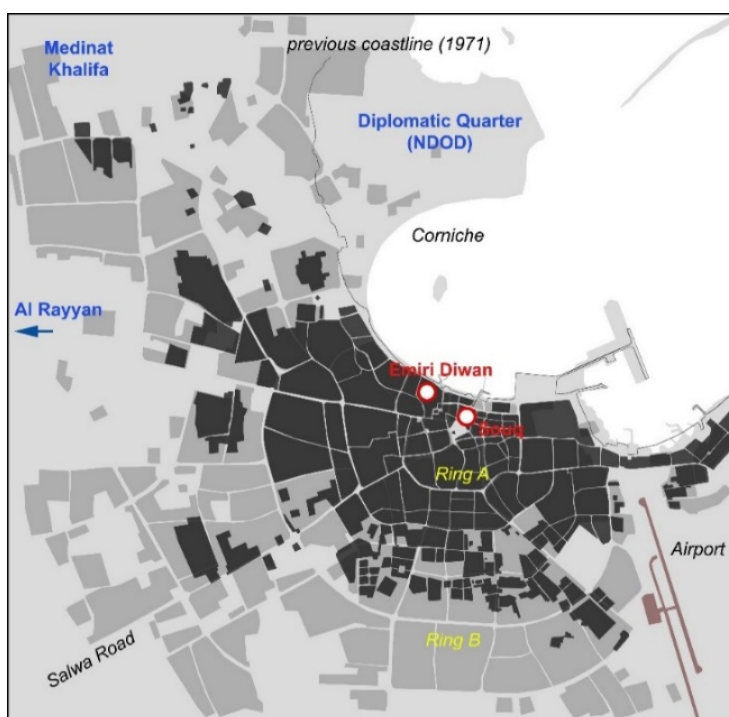 previous coastline (1971)
Medinat
Khalifa
Diplomatic Quarter
(NDOD)
Corniche
Al Rayyan
Emiri Diwan
Souq
Ring A
Airport
Ring B
Salwa Road